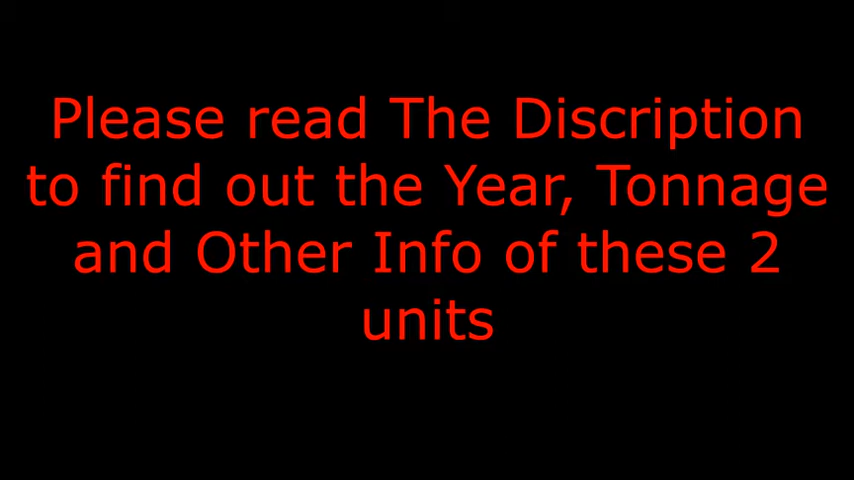 Please read The Discription
to find out the Year, Tonnage
and Other Info of these 2
units